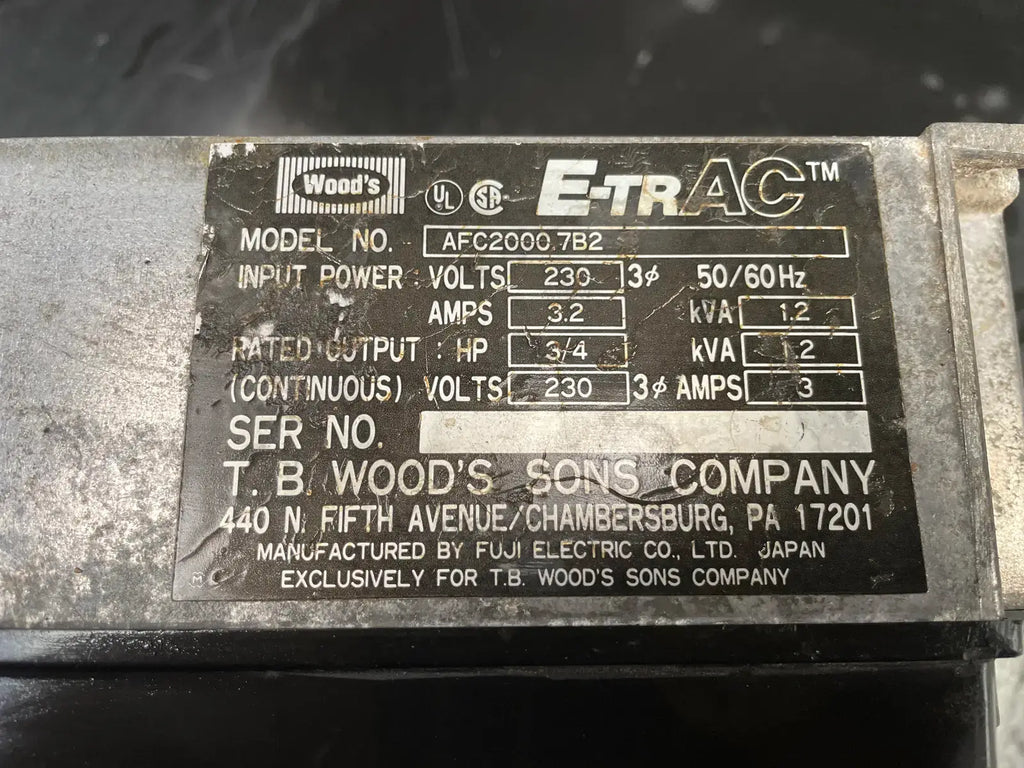 Wood's UL SA E-TRAC™
MODEL NO. AFC2000.7B2
INPUT POWER : VOLTS 230 3φ 50/60Hz
AMPS 3.2 kVA 1.2
RATED OUTPUT : HP 3/4 kVA 1.2
(CONTINUOUS) VOLTS 230 3φ AMPS 3
SER NO.
T. B. WOOD'S SONS COMPANY
440 N. FIFTH AVENUE/CHAMBERSBURG, PA 17201
MANUFACTURED BY FUJI ELECTRIC CO., LTD. JAPAN
EXCLUSIVELY FOR T.B. WOOD'S SONS COMPANY